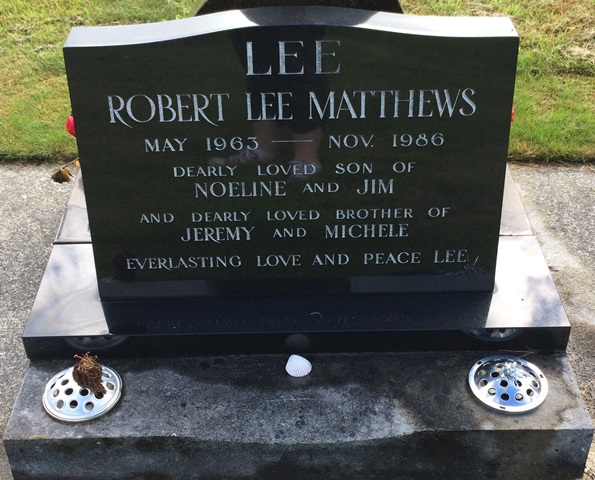 LEE
ROBERT LEE MATTHEWS
MAY 1963 — NOV. 1986
DEARLY LOVED SON OF
NOELINE AND JIM
AND DEARLY LOVED BROTHER OF
JEREMY AND MICHELE
EVERLASTING LOVE AND PEACE LEE